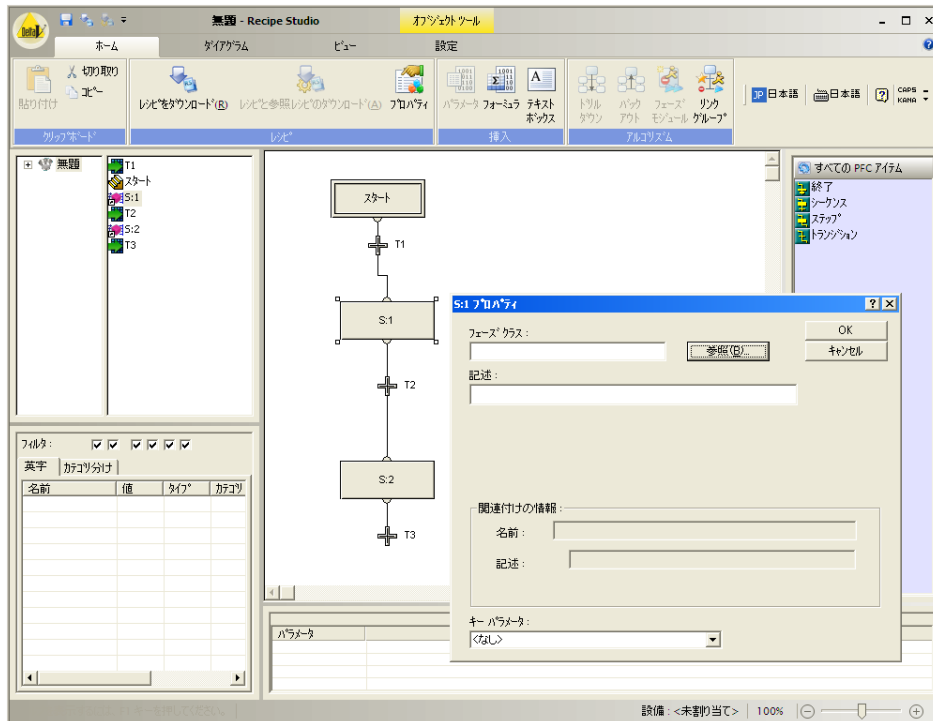 DeltaV
無題 - Recipe Studio
オブジェクト ツール
ホーム
ダイアグラム
ビュー
設定
貼り付け
切り取り
コピー
クリップボード
レシピをダウンロード(R)
レシピと参照レシピのダウンロード(A)
プロパティ
レシピ
パラメータ
フォーミュラ
テキスト
ボックス
挿入
ドリル
ダウン
バック
アウト
フェーズ
モジュール
リンク
グループ
アルゴリズム
JP 日本語
日本語
CAPS
KANA
無題
T1
スタート
S:1
T2
S:2
T3
スタート
T1
S:1
T2
S:2
T3
すべての PFC アイテム
終了
シーケンス
ステップ
トランジション
S:1 プロパティ
フェーズ クラス :
参照(B)...
OK
キャンセル
記述 :
関連付けの情報 :
名前 :
記述 :
キー パラメータ :
<なし>
フィルタ :
英字
カテゴリ分け
名前
値
タイプ
カテゴリ
パラメータ
設備 : <未割り当て>
100%